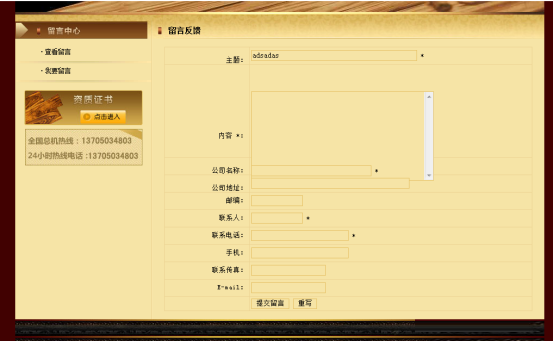 留言中心
· 查看留言
· 我要留言
资质证书
点击进入
全国总机热线：13705034803
24小时热线电话:13705034803
留言反馈
主题: adsadas *
内容 *:
公司名称: *
公司地址:
邮编:
联系人: *
联系电话: *
手机:
联系传真:
E-mail:
提交留言 重写